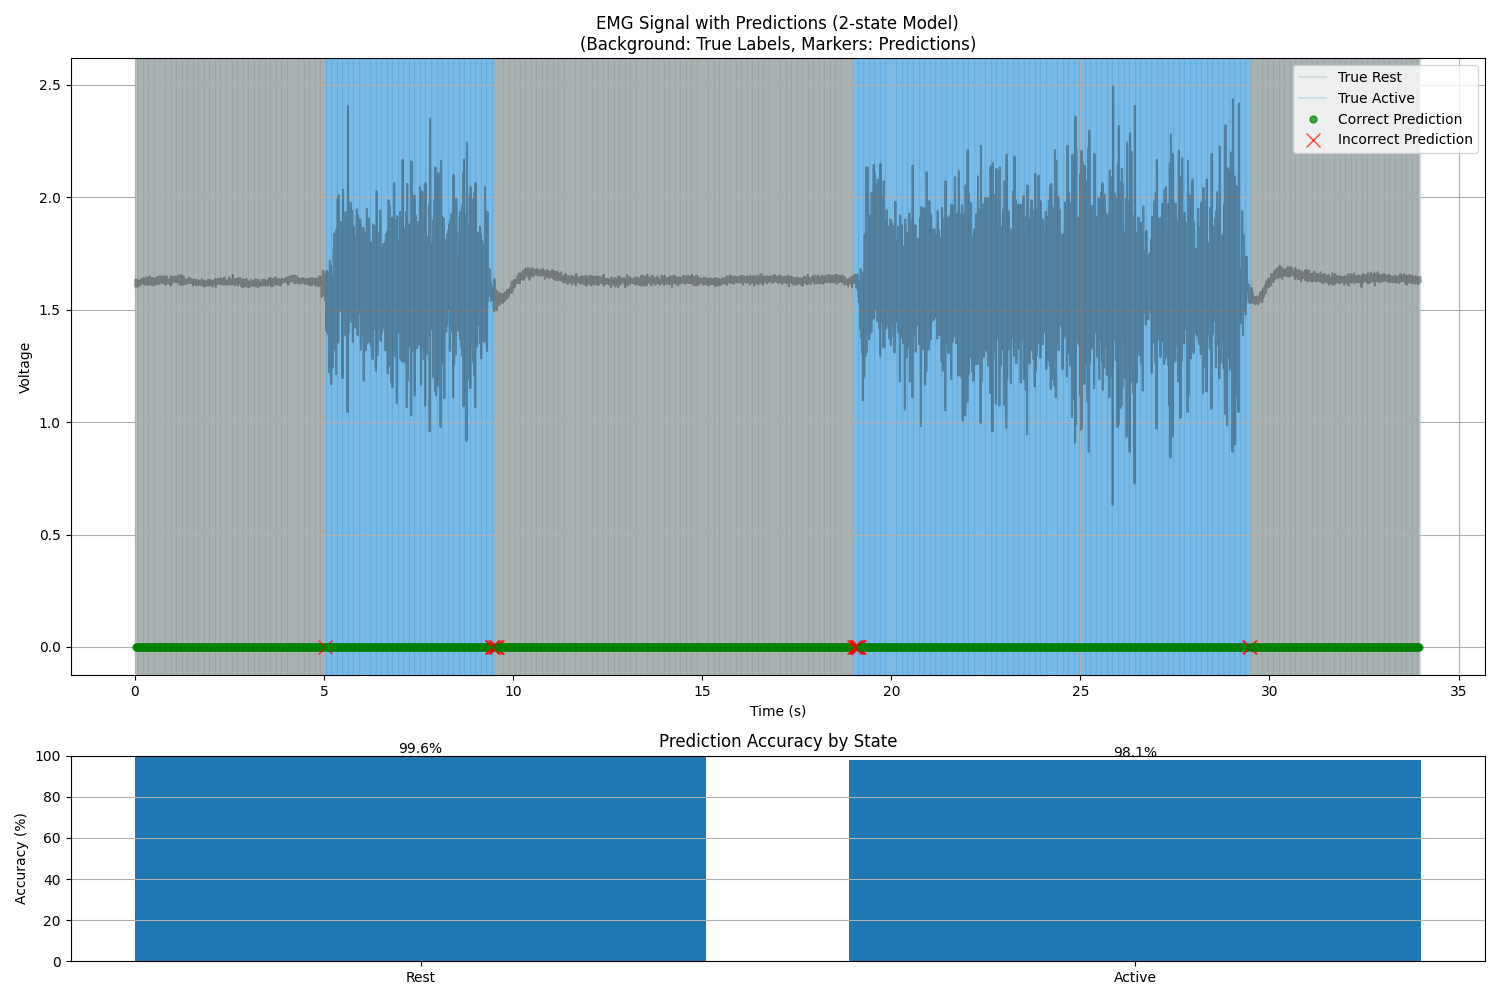 EMG Signal with Predictions (2-state Model)
(Background: True Labels, Markers: Predictions)
True Rest
True Active
Correct Prediction
Incorrect Prediction
2.5
2.0
1.5
1.0
0.5
0.0
Voltage
0 5 10 15 20 25 30 35
Time (s)
Prediction Accuracy by State
99.6% 98.1%
100
80
60
40
20
0
Accuracy (%)
Rest Active